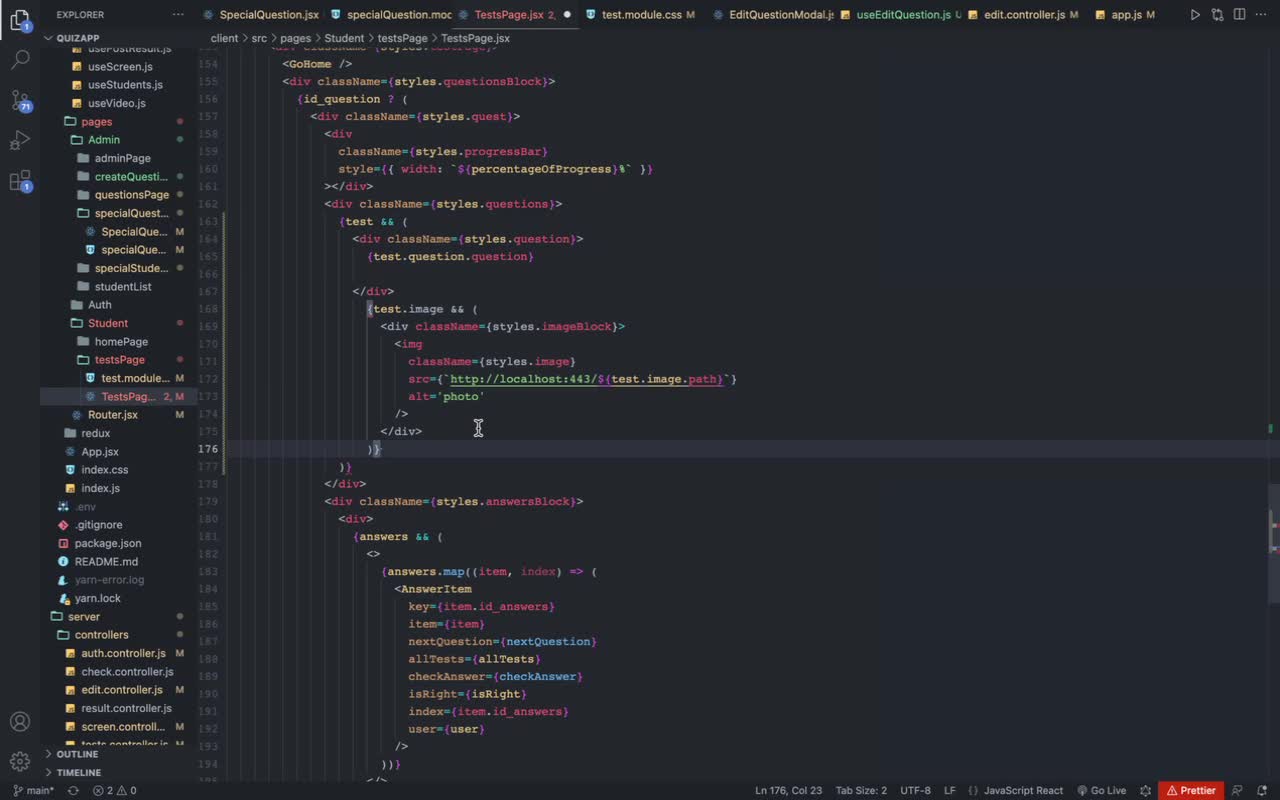 EXPLORER
SpecialQuestion.jsx
specialQuestion.moc
TestsPage.jsx 2,
test.module.css M
EditQuestionModal.j
useEditQuestion.js U
edit.controller.js M
app.js M
client > src > pages > Student > testsPage > TestsPage.jsx
QUIZAPP
usePostResult.js
useScreen.js
useStudents.js
useVideo.js
pages
Admin
adminPage
createQuesti...
questionsPage
specialQuest...
SpecialQue... M
specialQue... M
specialStude...
studentList
Auth
Student
homePage
testsPage
test.module... M
TestsPag... 2, M
Router.jsx M
redux
App.jsx
index.css
index.js
.env
.gitignore
package.json
README.md
yarn-error.log
yarn.lock
server
controllers
auth.controller.js M
check.controller.js
edit.controller.js M
result.controller.js
screen.controll... M
tests.controller.js M
OUTLINE
TIMELINE
71
1
1
154 <GoHome />
155 <div className={styles.questionsBlock}>
156 {id_question ? (
157 <div className={styles.quest}>
158 <div
159 className={styles.progressBar}
160 style={{ width: `${percentageOfProgress}%` }}
161 ></div>
162 <div className={styles.questions}>
163 {test && (
164 <div className={styles.question}>
165 {test.question.question}
166
167 </div>
168 {test.image && (
169 <div className={styles.imageBlock}>
170 <img
171 className={styles.image}
172 src={`http://localhost:443/${test.image.path}`}
173 alt='photo'
174 />
175 </div>
176 )}
177 )}
178 </div>
179 <div className={styles.answersBlock}>
180 <div>
181 {answers && (
182 <>
183 {answers.map((item, index) => (
184 <AnswerItem
185 key={item.id_answers}
186 item={item}
187 nextQuestion={nextQuestion}
188 allTests={allTests}
189 checkAnswer={checkAnswer}
190 isRight={isRight}
191 index={item.id_answers}
192 user={user}
193 />
194 ))}
main* 2 0 Ln 176, Col 23 Tab Size: 2 UTF-8 LF {} JavaScript React Go Live Prettier